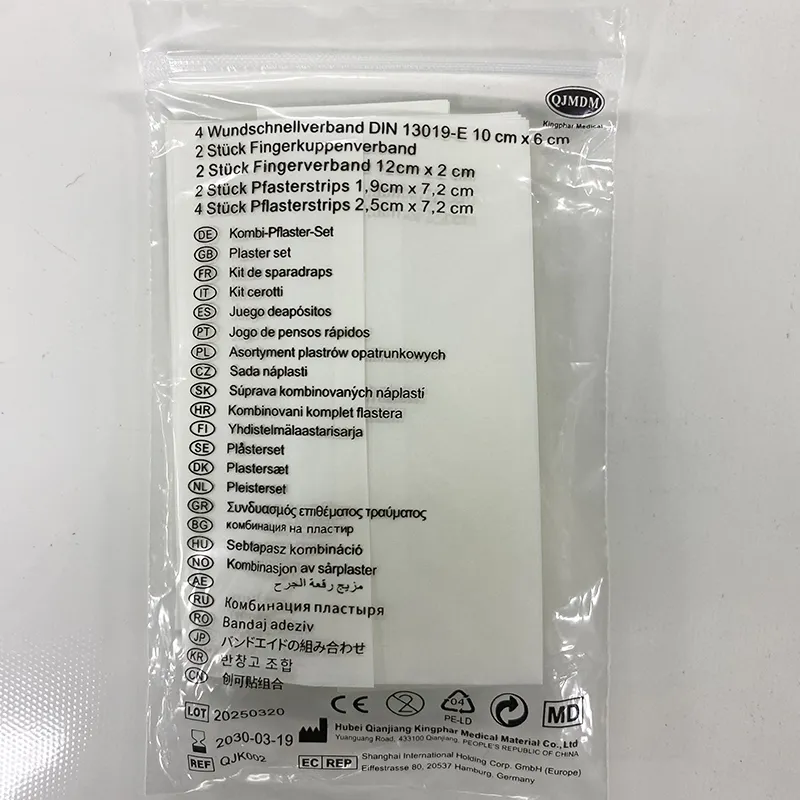 QJMDM
Kingphar Medical
4 Wundschnellverband DIN 13019-E 10 cm x 6 cm
2 Stück Fingerkuppenverband
2 Stück Fingerverband 12cm x 2 cm
2 Stück Pfasterstrips 1,9cm x 7,2 cm
4 Stück Pflasterstrips 2,5cm x 7,2 cm
DE Kombi-Pflaster-Set
GB Plaster set
FR Kit de sparadraps
IT Kit cerotti
ES Juego deapósitos
PT Jogo de pensos rápidos
PL Asortyment plastrów opatrunkowych
CZ Sada náplasti
SK Súprava kombinovaných náplastí
HR Kombinovani komplet flastera
FI Yhdistelmälaastarisarja
SE Plåsterset
DK Plastersæt
NL Pleisterset
GR Συνδυασμός επιθέματος τραύματος
BG комбинация на пластир
HU Sebtapasz kombináció
NO Kombinasjon av sårplaster
AE مزيج رقعة الجرح
RU Комбинация пластыря
RO Bandaj adeziv
JP バンドエイドの組み合わせ
KR 반창고 조합
CN 创可贴组合
CE 2 04 PE-LD MD
LOT 20250320
2030-03-19
REF QJK002
Hubei Qianjiang Kingphar Medical Material Co.,Ltd
Yuanguang Road, 433100 Qianjiang, PEOPLE'S REPUBLIC OF CHINA
EC REP Shanghai International Holding Corp. GmbH (Europe)
Eiffestrasse 80, 20537 Hamburg, Germany